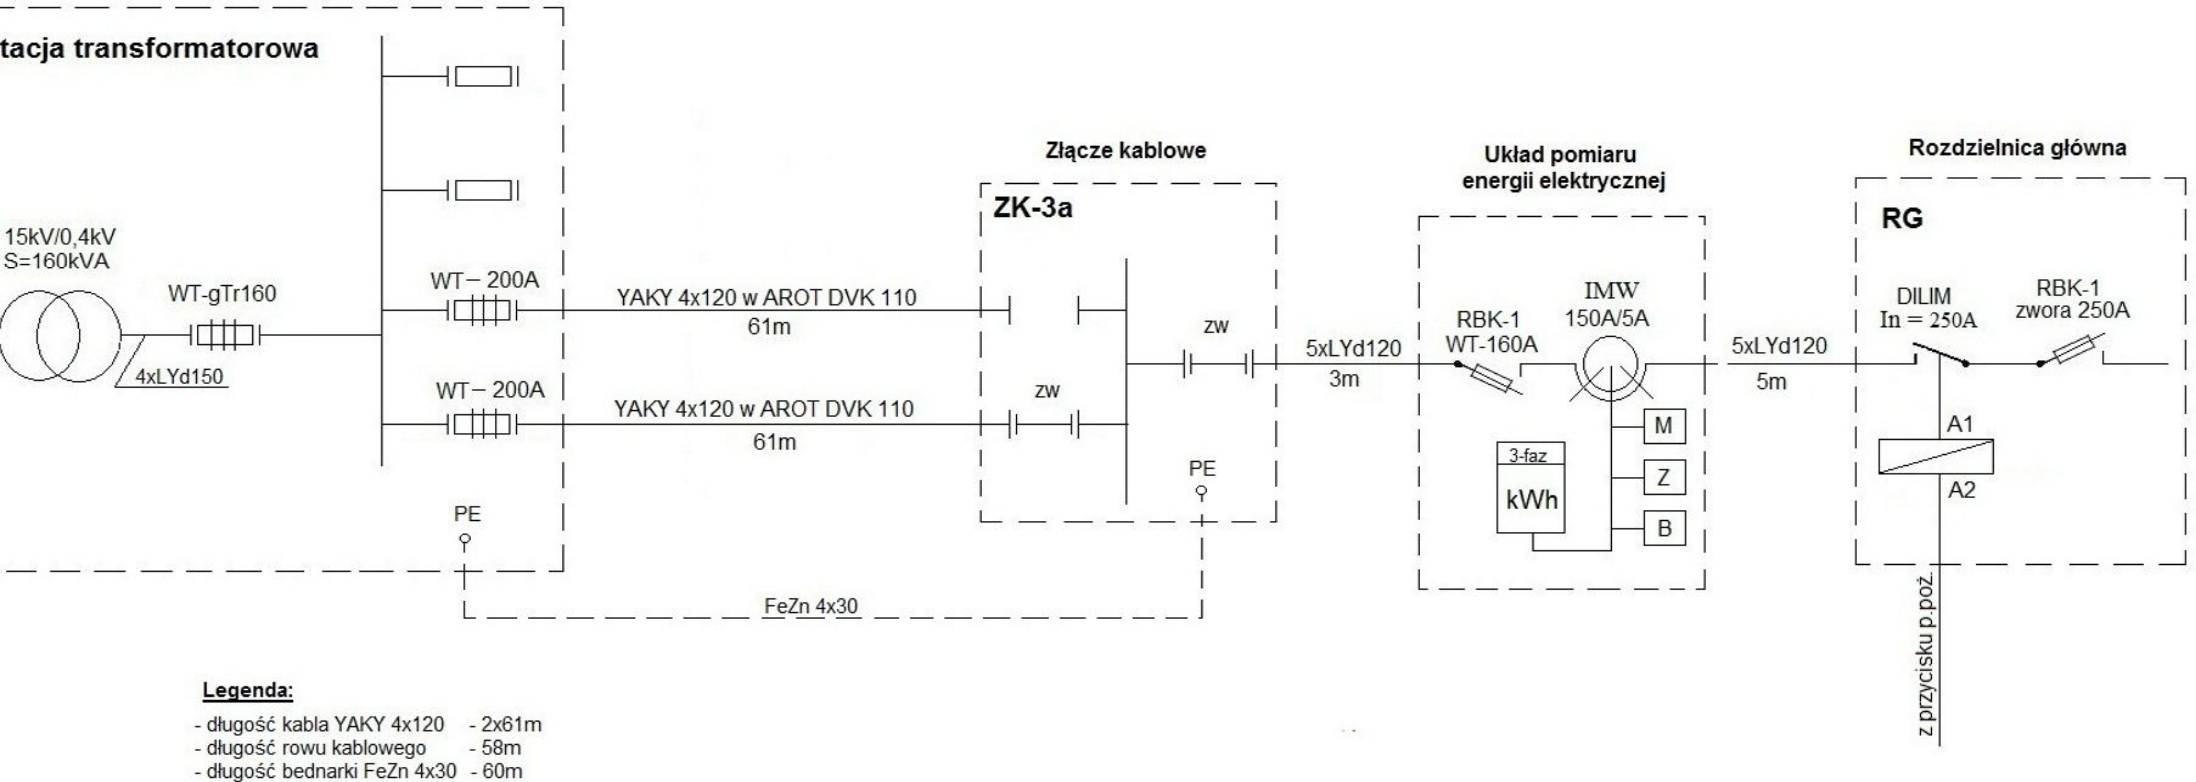 tacja transformatorowa
15kV/0,4kV
S=160kVA
WT-gTr160
4xLYd150
WT– 200A
YAKY 4x120 w AROT DVK 110
61m
WT– 200A
YAKY 4x120 w AROT DVK 110
61m
PE
FeZn 4x30
Złącze kablowe
ZK-3a
zw
zw
PE
5xLYd120
3m
Układ pomiaru
energii elektrycznej
RBK-1
WT-160A
IMW
150A/5A
M
Z
B
3-faz
kWh
5xLYd120
5m
Rozdzielnica główna
RG
DILIM
In = 250A
RBK-1
zwora 250A
A1
A2
z przycisku p.poż.
Legenda:
- długość kabla YAKY 4x120 - 2x61m
- długość rowu kablowego - 58m
- długość bednarki FeZn 4x30 - 60m